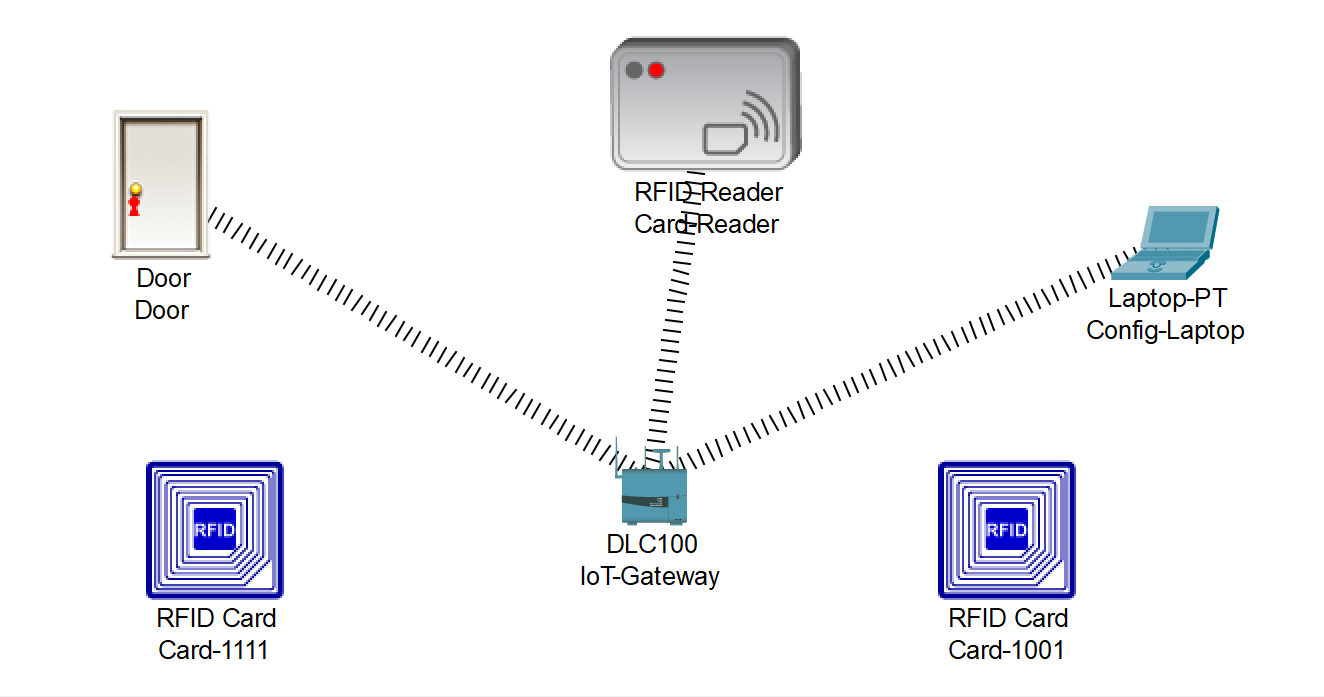 RFID Reader
Card-Reader
Door
Door
Laptop-PT
Config-Laptop
RFID
RFID Card
Card-1111
DLC100
IoT-Gateway
RFID
RFID Card
Card-1001